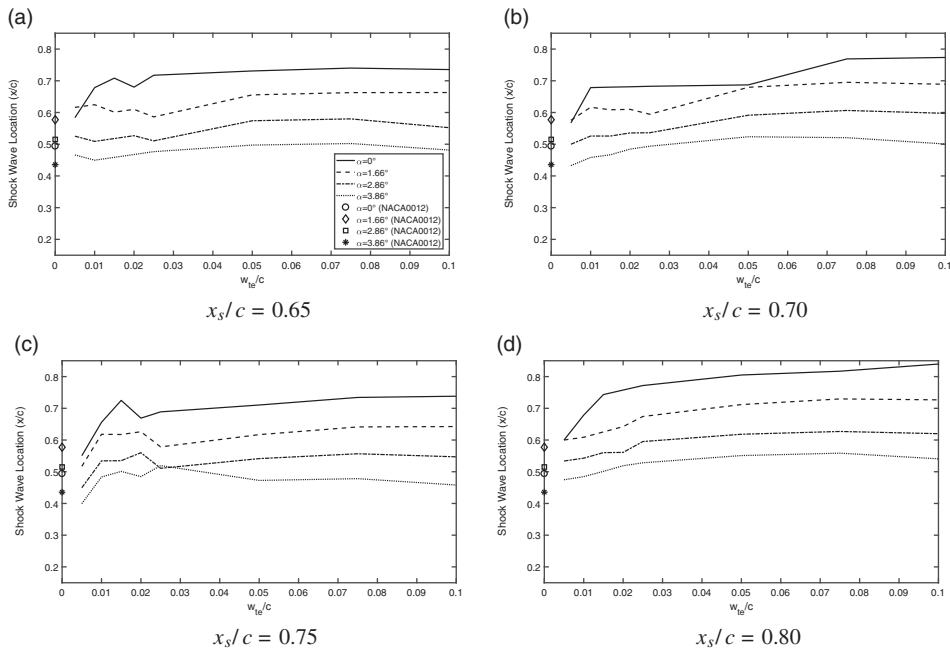 (a)
0.8
0.7
0.6
0.5
0.4
0.3
0.2
Shock Wave Location (x/c)
α=0°
α=1.66°
α=2.86°
α=3.86°
α=0° (NACA0012)
α=1.66° (NACA0012)
α=2.86° (NACA0012)
α=3.86° (NACA0012)
0 0.01 0.02 0.03 0.04 0.05 0.06 0.07 0.08 0.09 0.1
w_te/c
x_s/c = 0.65
(b)
0.8
0.7
0.6
0.5
0.4
0.3
0.2
Shock Wave Location (x/c)
0 0.01 0.02 0.03 0.04 0.05 0.06 0.07 0.08 0.09 0.1
w_te/c
x_s/c = 0.70
(c)
0.8
0.7
0.6
0.5
0.4
0.3
0.2
Shock Wave Location (x/c)
0 0.01 0.02 0.03 0.04 0.05 0.06 0.07 0.08 0.09 0.1
w_te/c
x_s/c = 0.75
(d)
0.8
0.7
0.6
0.5
0.4
0.3
0.2
Shock Wave Location (x/c)
0 0.01 0.02 0.03 0.04 0.05 0.06 0.07 0.08 0.09 0.1
w_te/c
x_s/c = 0.80